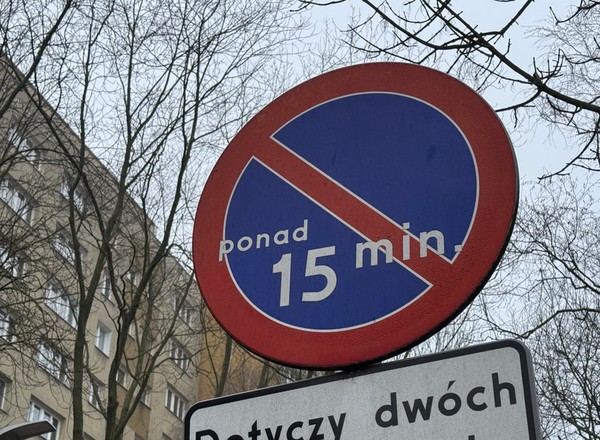 ponad
15 min.
Dotyczy dwóch